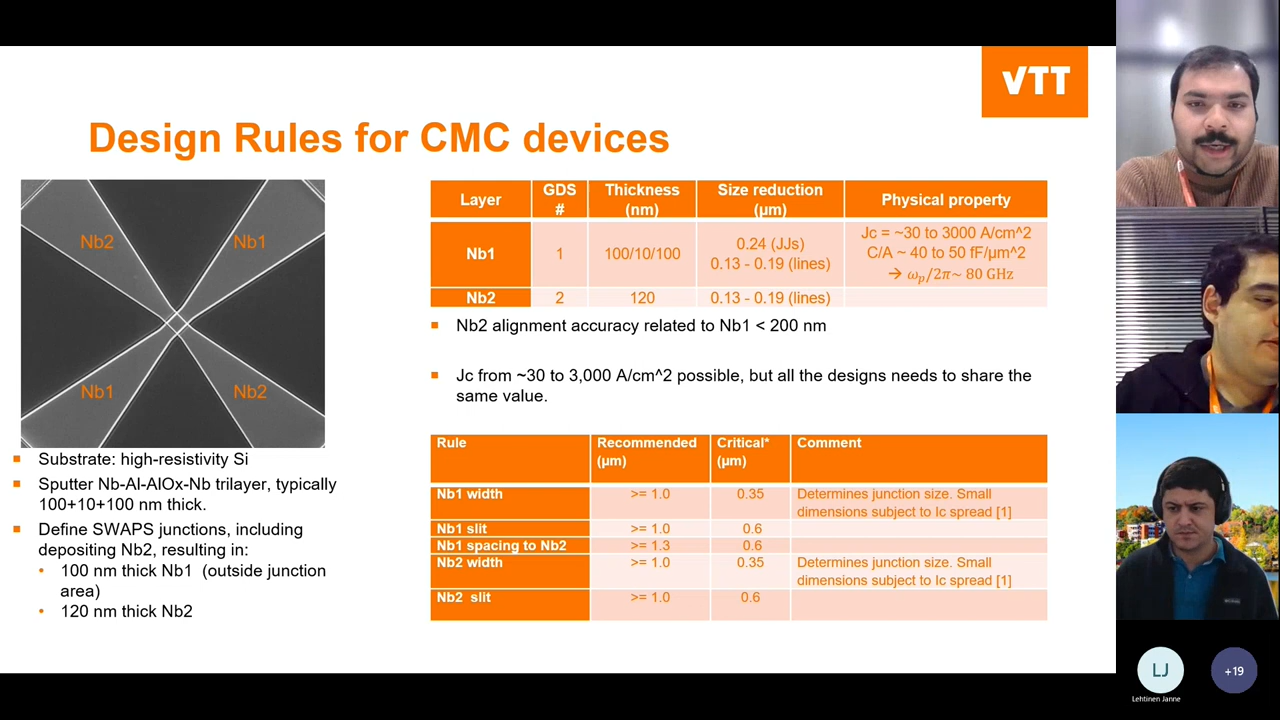 VTT
Design Rules for CMC devices
Nb2
Nb1
Nb1
Nb2
Substrate: high-resistivity Si
Sputter Nb-Al-AlOx-Nb trilayer, typically
100+10+100 nm thick.
Define SWAPS junctions, including
depositing Nb2, resulting in:
100 nm thick Nb1 (outside junction
area)
120 nm thick Nb2
Layer GDS # Thickness (nm) Size reduction (µm) Physical property
Nb1 1 100/10/100 0.24 (JJs) Jc = ~30 to 3000 A/cm^2
0.13 - 0.19 (lines) C/A ~ 40 to 50 fF/µm^2
→ ωp/2π~ 80 GHz
Nb2 2 120 0.13 - 0.19 (lines)
Nb2 alignment accuracy related to Nb1 < 200 nm
Jc from ~30 to 3,000 A/cm^2 possible, but all the designs needs to share the
same value.
Rule Recommended (µm) Critical* (µm) Comment
Nb1 width >= 1.0 0.35 Determines junction size. Small
dimensions subject to Ic spread [1]
Nb1 slit >= 1.0 0.6
Nb1 spacing to Nb2 >= 1.3 0.6
Nb2 width >= 1.0 0.35 Determines junction size. Small
dimensions subject to Ic spread [1]
Nb2 slit >= 1.0 0.6
LJ
Lehtinen Janne
+19